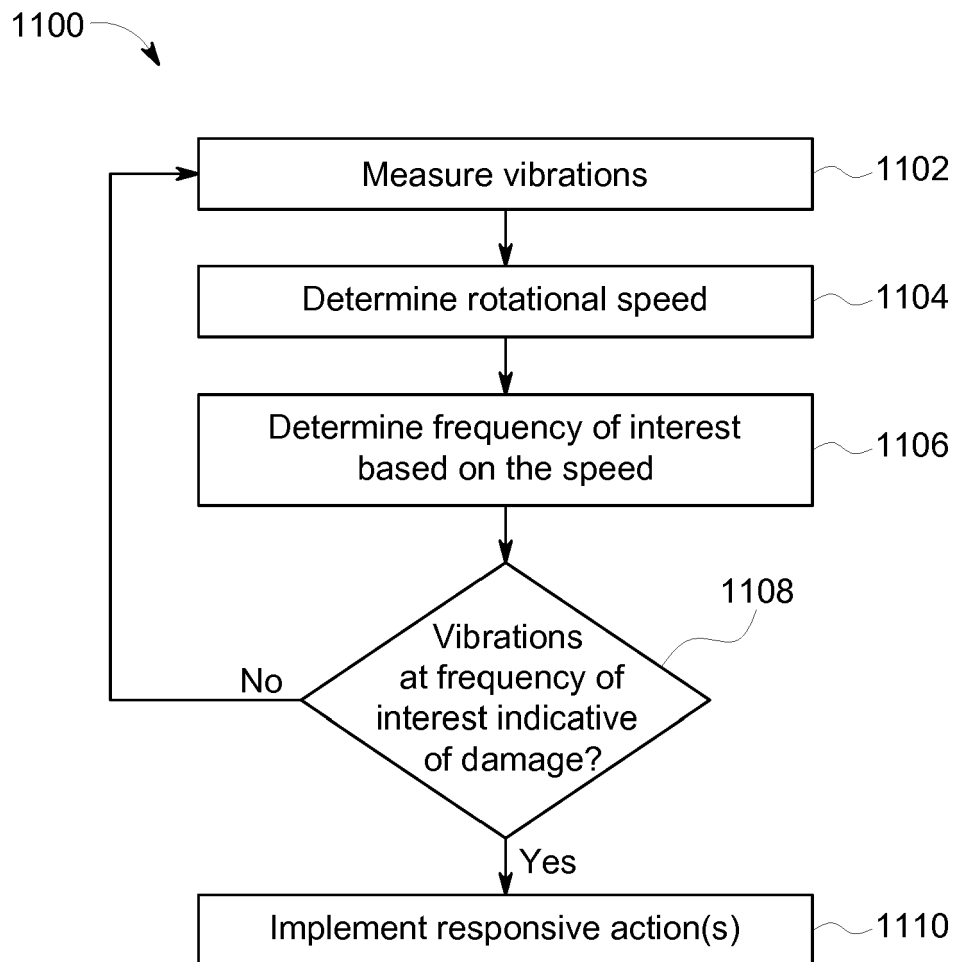 1100
Measure vibrations
1102
Determine rotational speed
1104
Determine frequency of interest
based on the speed
1106
1108
Vibrations
at frequency of
interest indicative
of damage?
No
Yes
Implement responsive action(s)
1110